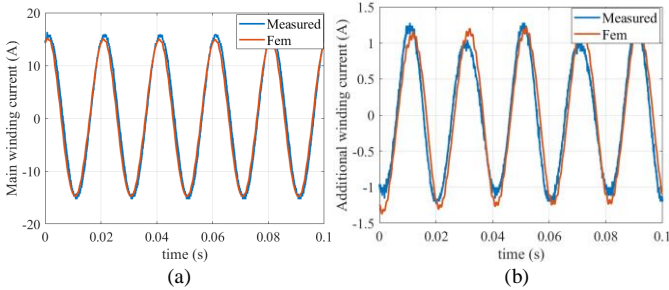 Main winding current (A)
20
10
0
-10
-20
0
0.02
0.04
0.06
0.08
0.1
time (s)
Measured
Fem
(a)
Additional winding current (A)
1.5
1
0.5
0
-0.5
-1
-1.5
0
0.02
0.04
0.06
0.08
0.1
time (s)
Measured
Fem
(b)